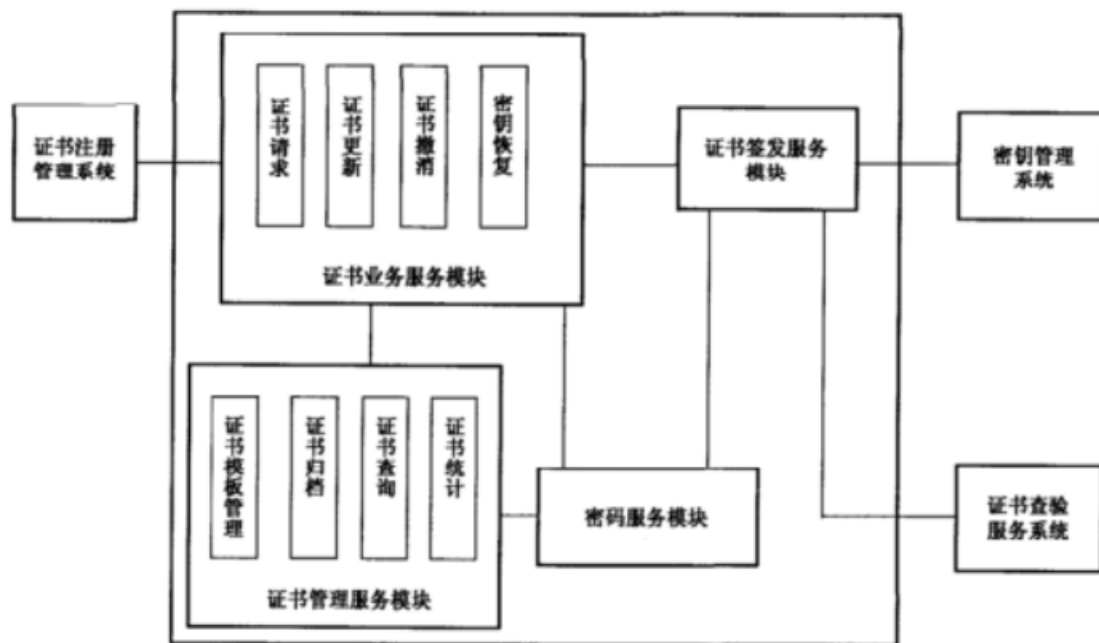 证书注册
管理系统
证书请求
证书更新
证书撤消
密钥恢复
证书业务服务模块
证书签发服务
模块
密钥管理
系统
证书模板管理
证书归档
证书查询
证书统计
证书管理服务模块
密码服务模块
证书查验
服务系统